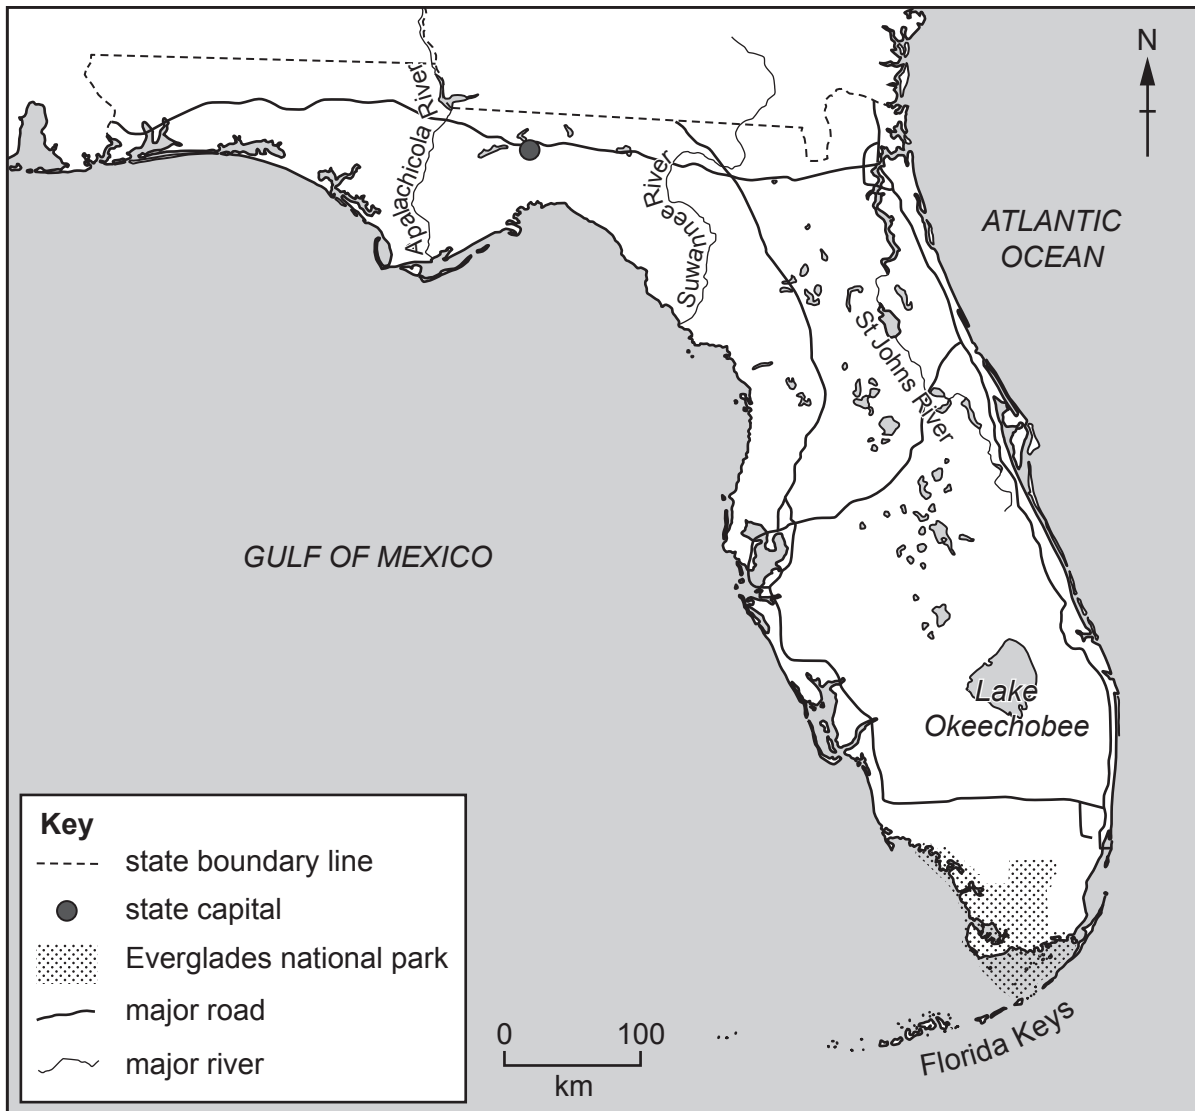 N
Apalachicola River
Suwannee River
ATLANTIC
OCEAN
St Johns River
GULF OF MEXICO
Lake
Okeechobee
Key
state boundary line
state capital
Everglades national park
major road
major river
0 100
km
Florida Keys